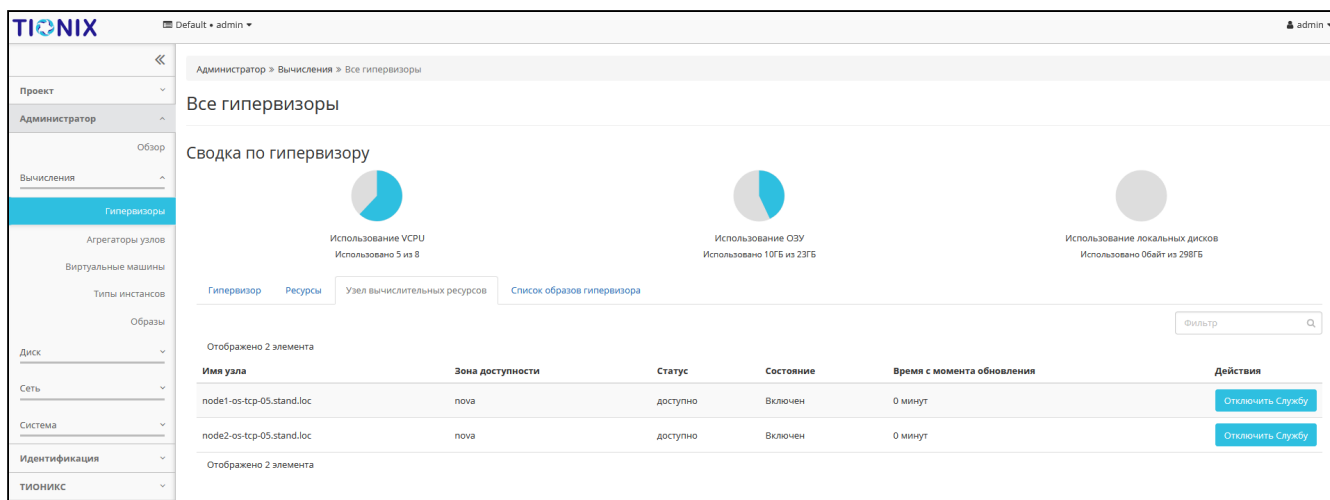 TIONIX
Default • admin
admin
Администратор » Вычисления » Все гипервизоры
Проект
Администратор
Обзор
Вычисления
Гипервизоры
Агрегаторы узлов
Виртуальные машины
Типы инстансов
Образы
Диск
Сеть
Система
Идентификация
ТИОНИКС
Все гипервизоры
Сводка по гипервизору
Использование VCPU
Использовано 5 из 8
Использование ОЗУ
Использовано 10ГБ из 23ГБ
Использование локальных дисков
Использовано 0байт из 298ГБ
Гипервизор Ресурсы Узел вычислительных ресурсов Список образов гипервизора
Фильтр
Отображено 2 элемента
Имя узла Зона доступности Статус Состояние Время с момента обновления Действия
node1-os-tcp-05.stand.loc nova доступно Включен 0 минут Отключить Службу
node2-os-tcp-05.stand.loc nova доступно Включен 0 минут Отключить Службу
Отображено 2 элемента